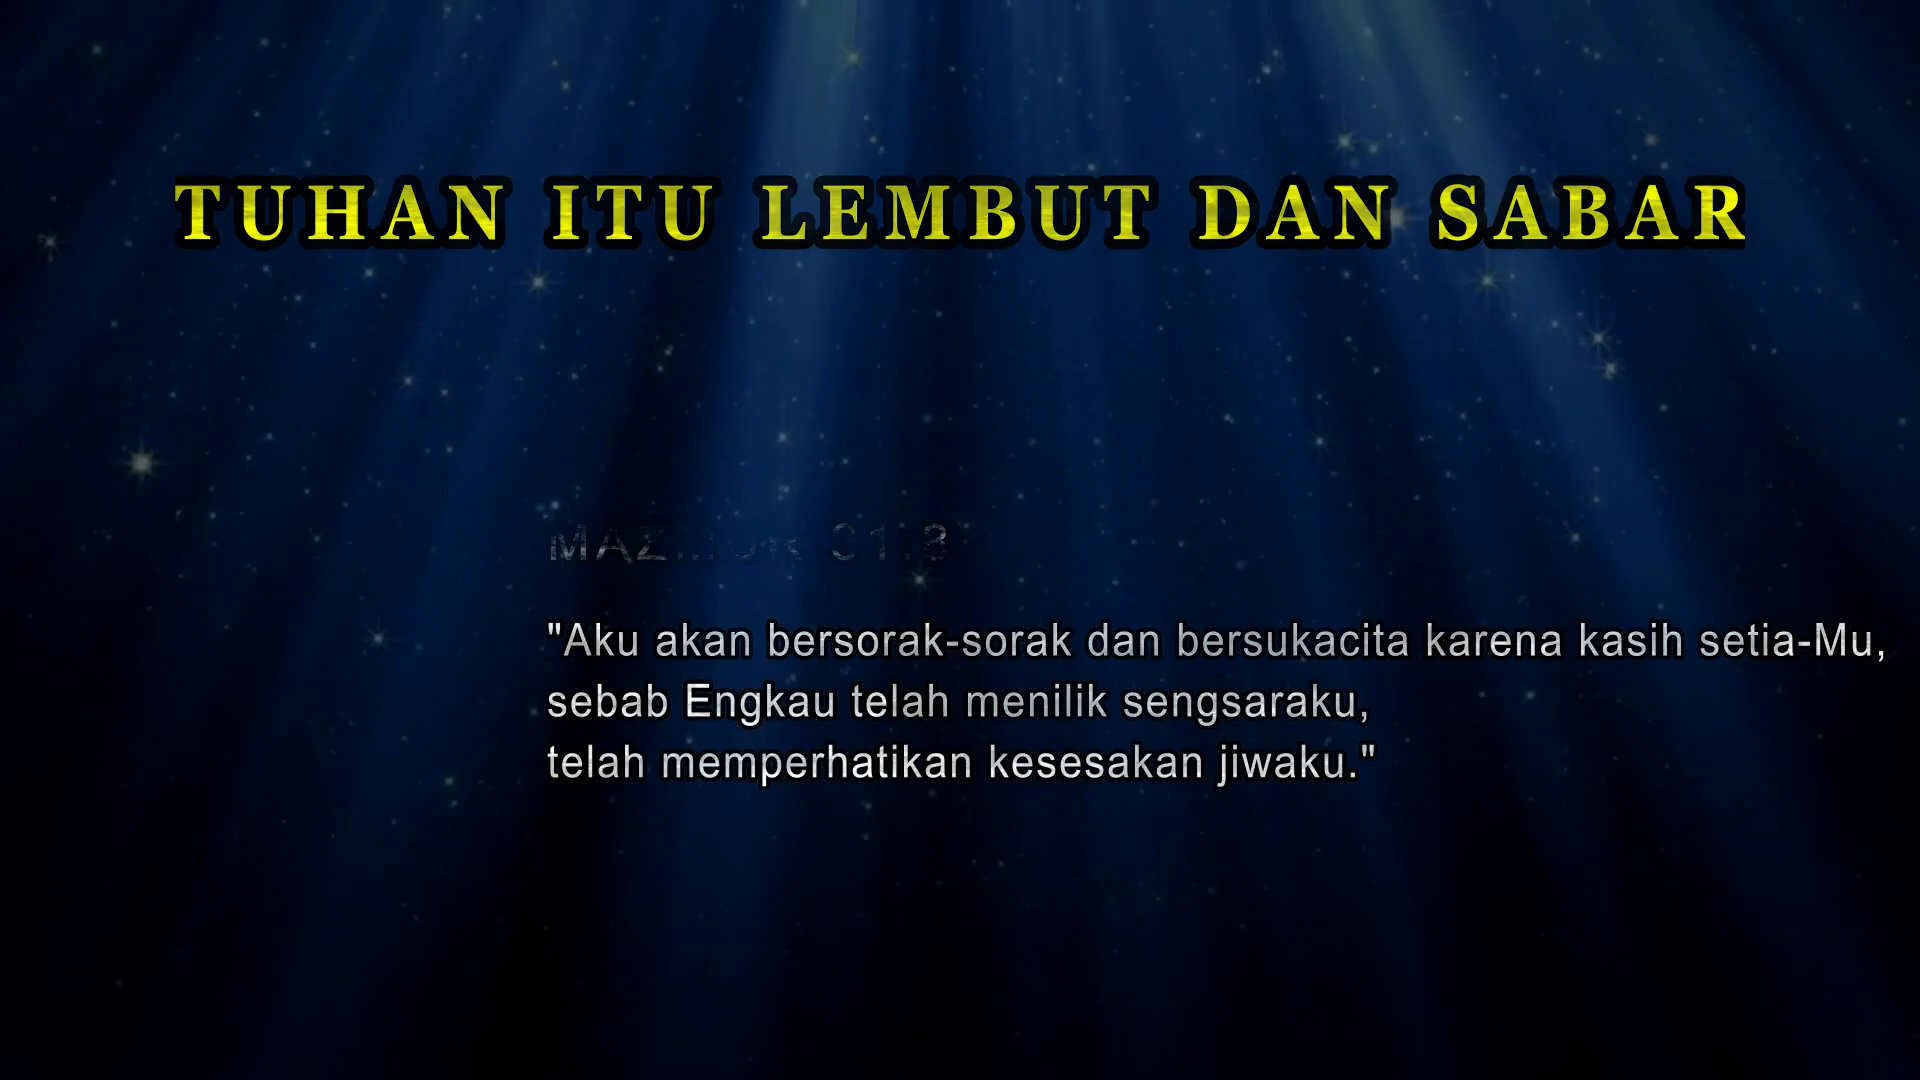 TUHAN ITU LEMBUT DAN SABAR
"Aku akan bersorak-sorak dan bersukacita karena kasih setia-Mu,
sebab Engkau telah menilik sengsaraku,
telah memperhatikan kesesakan jiwaku."